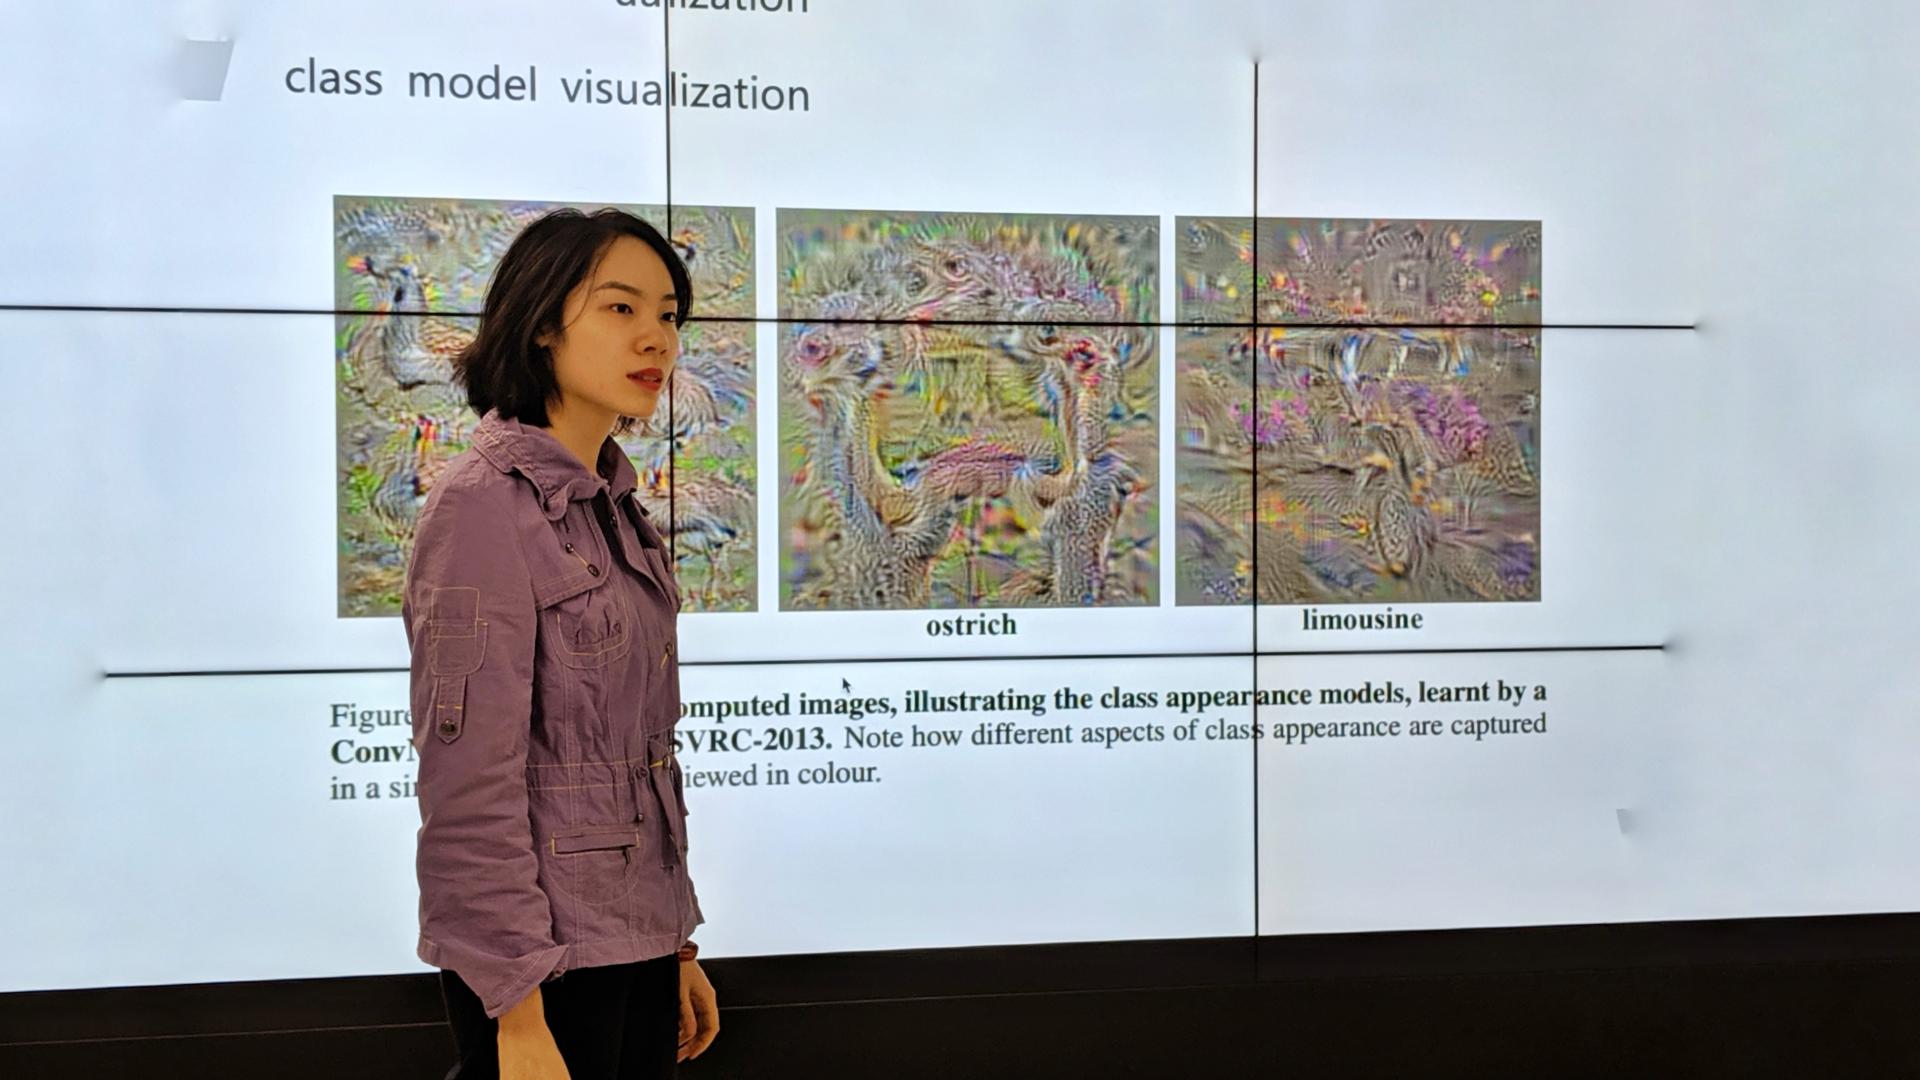 class model visualization
ostrich limousine
Figure omputed images, illustrating the class appearance models, learnt by a
Conv SVRC-2013. Note how different aspects of class appearance are captured
in a si iewed in colour.